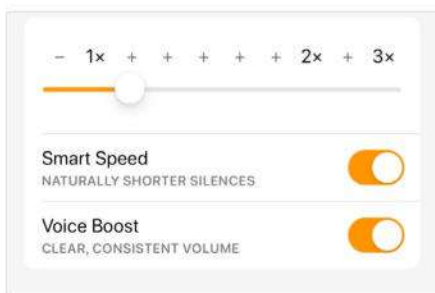 − 1× + + + + + 2× + 3×
Smart Speed
NATURALLY SHORTER SILENCES
Voice Boost
CLEAR, CONSISTENT VOLUME